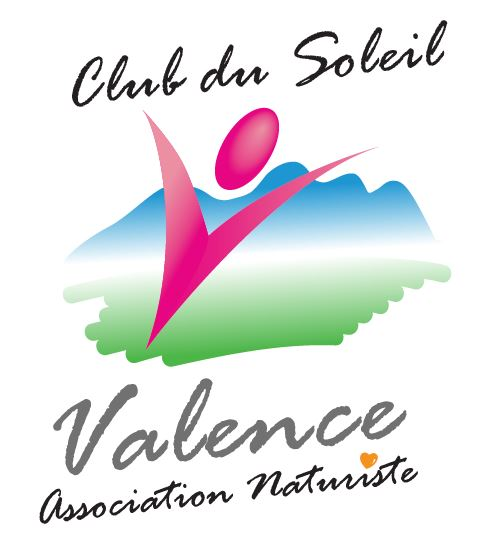 Club du Soleil
Valence
Association Naturiste